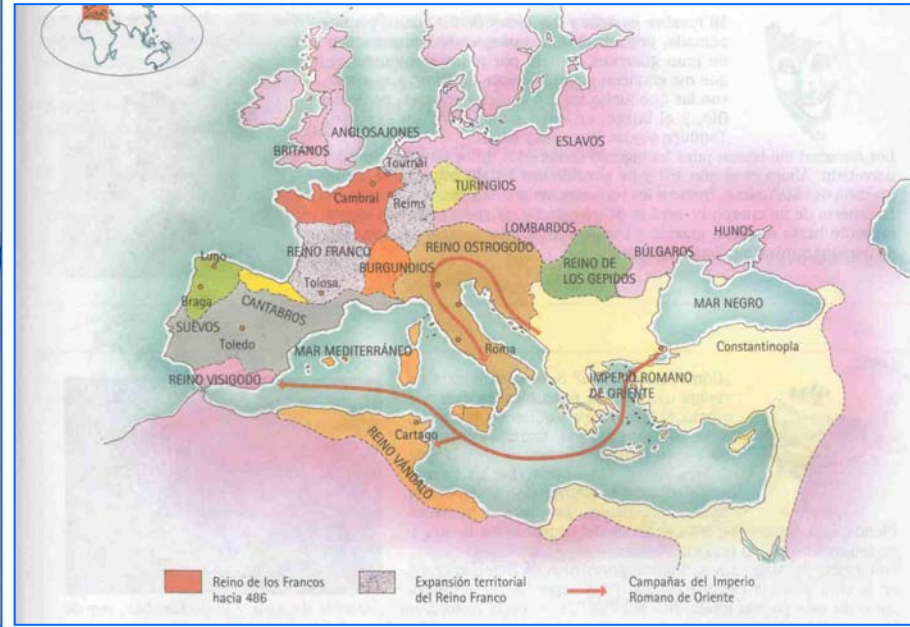 ANGLOSAJONES
BRITANOS
ESLAVOS
Tournai
TURINGIOS
Cambrai
Reims
HUNOS
LOMBARDOS
REINO OSTROGODO
BÚLGAROS
REINO FRANCO
BURGUNDIOS
REINO DE
LOS GEPIDOS
Lugo
Tolosa
MAR NEGRO
Braga
CANTABROS
SUEVOS
Toledo
MAR MEDITERRÁNEO
Roma
Constantinopla
REINO VISIGODO
IMPERIO ROMANO
DE ORIENTE
Cartago
REINO VÁNDALO
Reino de los Francos
hacia 486
Expansión territorial
del Reino Franco
Campañas del Imperio
Romano de Oriente